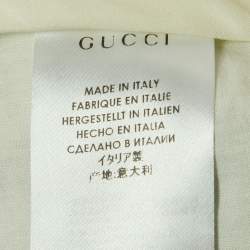 GUCCI
MADE IN ITALY
FABRIQUE EN ITALIE
HERGESTELLT IN ITALIEN
HECHO EN ITALIA
СДЕЛАНО В ИТАЛИИ
イタリア製
产地:意大利